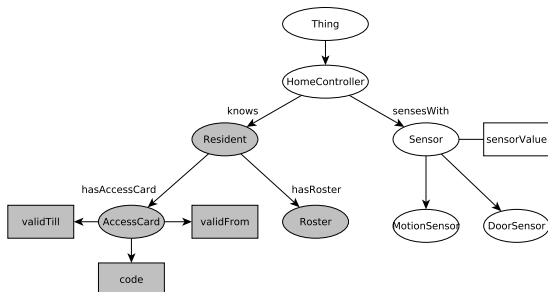 Thing
HomeController
knows
sensesWith
Resident
Sensor
sensorValue
hasAccessCard
hasRoster
validTill
AccessCard
validFrom
Roster
MotionSensor
DoorSensor
code